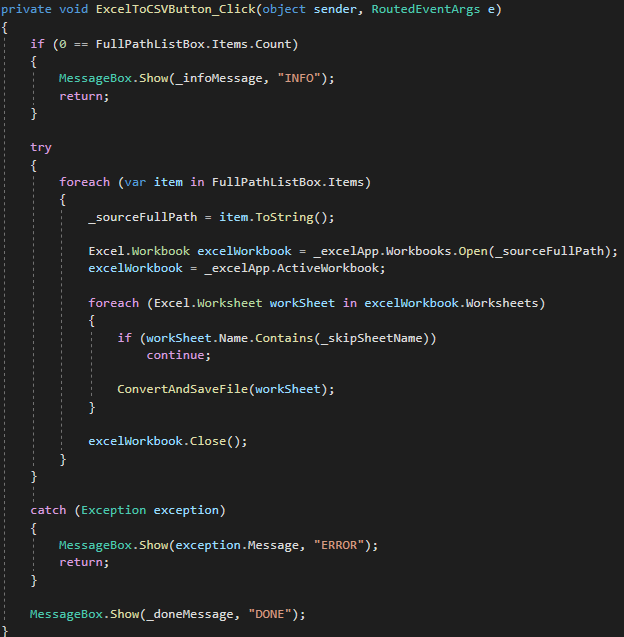 private void ExcelToCSVButton_Click(object sender, RoutedEventArgs e)
{
    if (0 == FullPathListBox.Items.Count)
    {
        MessageBox.Show(_infoMessage, "INFO");
        return;
    }

    try
    {
        foreach (var item in FullPathListBox.Items)
        {
            _sourceFullPath = item.ToString();

            Excel.Workbook excelWorkbook = _excelApp.Workbooks.Open(_sourceFullPath);
            excelWorkbook = _excelApp.ActiveWorkbook;

            foreach (Excel.Worksheet workSheet in excelWorkbook.Worksheets)
            {
                if (workSheet.Name.Contains(_skipSheetName))
                    continue;

                ConvertAndSaveFile(workSheet);
            }

            excelWorkbook.Close();
        }
    }

    catch (Exception exception)
    {
        MessageBox.Show(exception.Message, "ERROR");
        return;
    }

    MessageBox.Show(_doneMessage, "DONE");
}